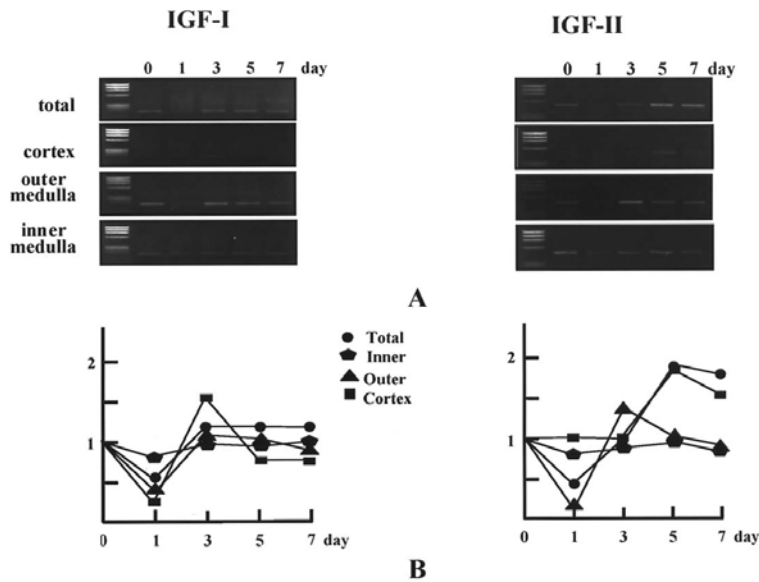 IGF-I
IGF-II
0 1 3 5 7 day
0 1 3 5 7 day
total
cortex
outer
medulla
inner
medulla
A
2
1
0 1 3 5 7 day
Total
Inner
Outer
Cortex
2
1
0 1 3 5 7 day
B